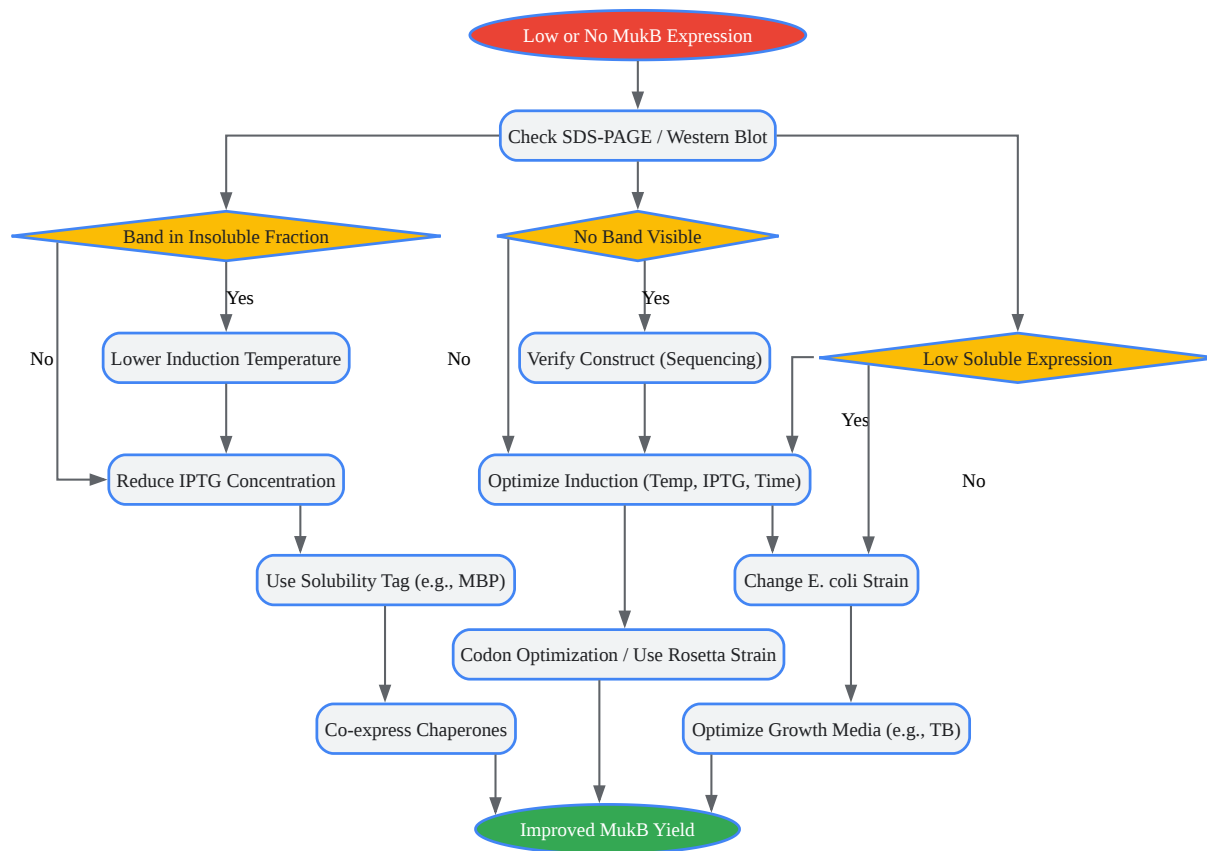 Low or No MukB Expression
Check SDS-PAGE / Western Blot
Band in Insoluble Fraction
No Band Visible
Yes
Yes
No
Lower Induction Temperature
No
Verify Construct (Sequencing)
Low Soluble Expression
Yes
Reduce IPTG Concentration
Optimize Induction (Temp, IPTG, Time)
No
Use Solubility Tag (e.g., MBP)
Change E. coli Strain
Codon Optimization / Use Rosetta Strain
Co-express Chaperones
Optimize Growth Media (e.g., TB)
Improved MukB Yield